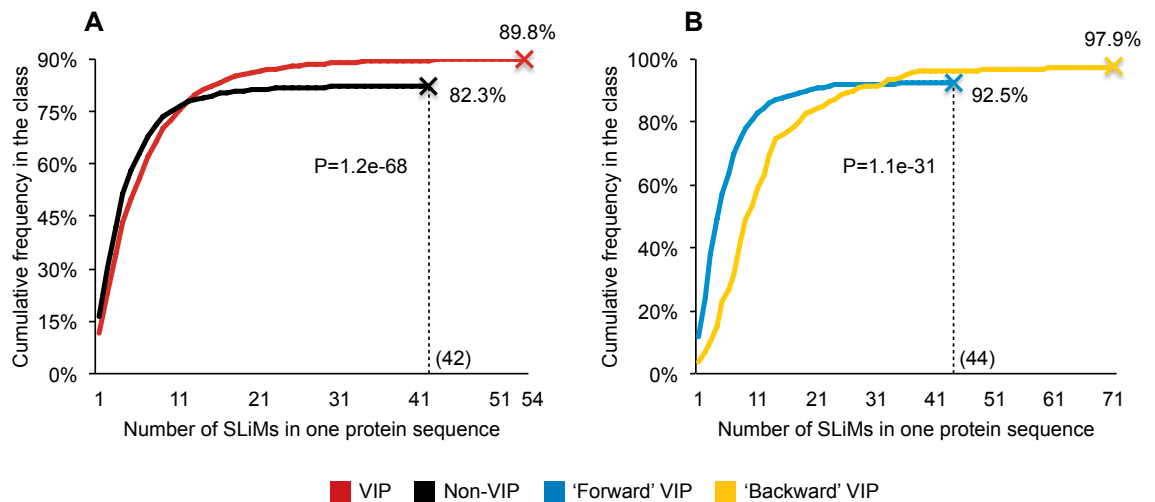 A
89.8%
90%
75%
60%
45%
30%
15%
0%
Cumulative frequency in the class
82.3%
P=1.2e-68
(42)
1 11 21 31 41 51 54
Number of SLiMs in one protein sequence
B
97.9%
100%
80%
60%
40%
20%
0%
Cumulative frequency in the class
92.5%
P=1.1e-31
(44)
1 11 21 31 41 51 61 71
Number of SLiMs in one protein sequence
VIP Non-VIP ‘Forward’ VIP ‘Backward’ VIP